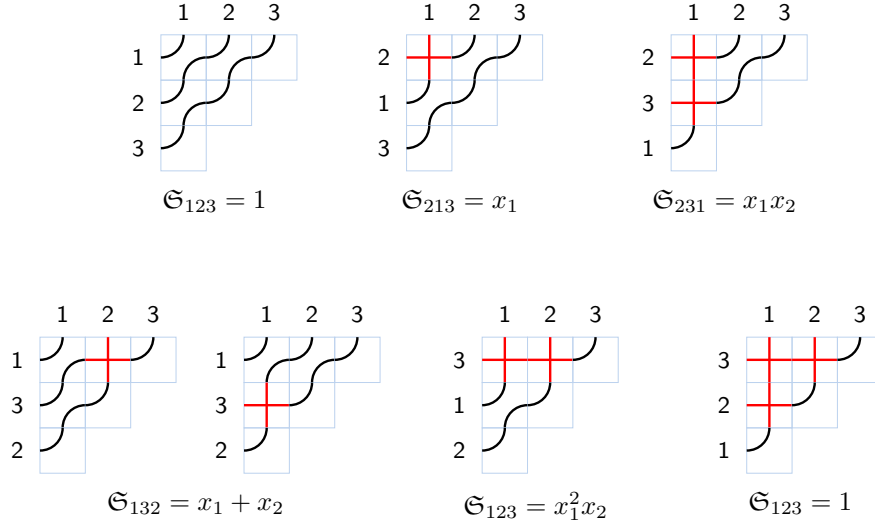 1 2 3 1 2 3 1 2 3
1 2 2
2 1 3
3 3 1
𝔖₁₂₃ = 1 𝔖₂₁₃ = x₁ 𝔖₂₃₁ = x₁x₂
1 2 3 1 2 3 1 2 3 1 2 3
1 1 3 3
3 3 1 2
2 2 2 1
𝔖₁₃₂ = x₁ + x₂ 𝔖₁₂₃ = x₁²x₂ 𝔖₁₂₃ = 1